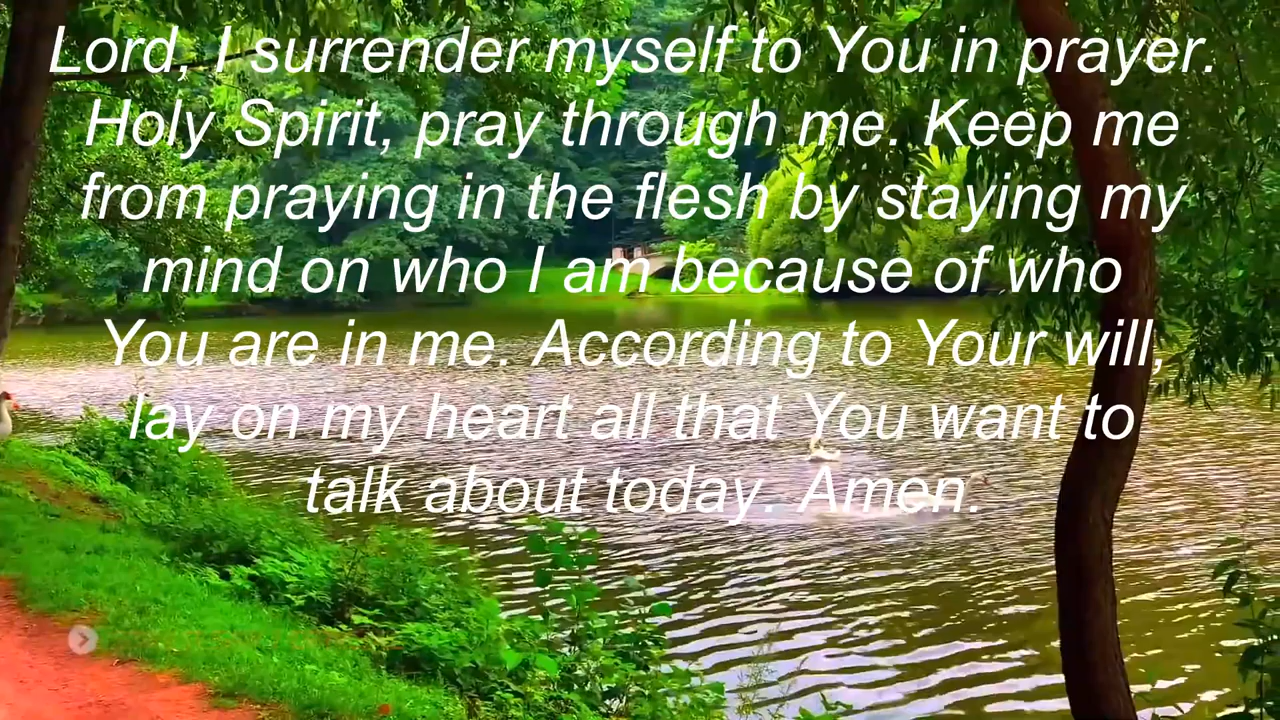 Lord, I surrender myself to You in prayer.
Holy Spirit, pray through me. Keep me
from praying in the flesh by staying my
mind on who I am because of who
You are in me. According to Your will,
lay on my heart all that You want to
talk about today. Amen.